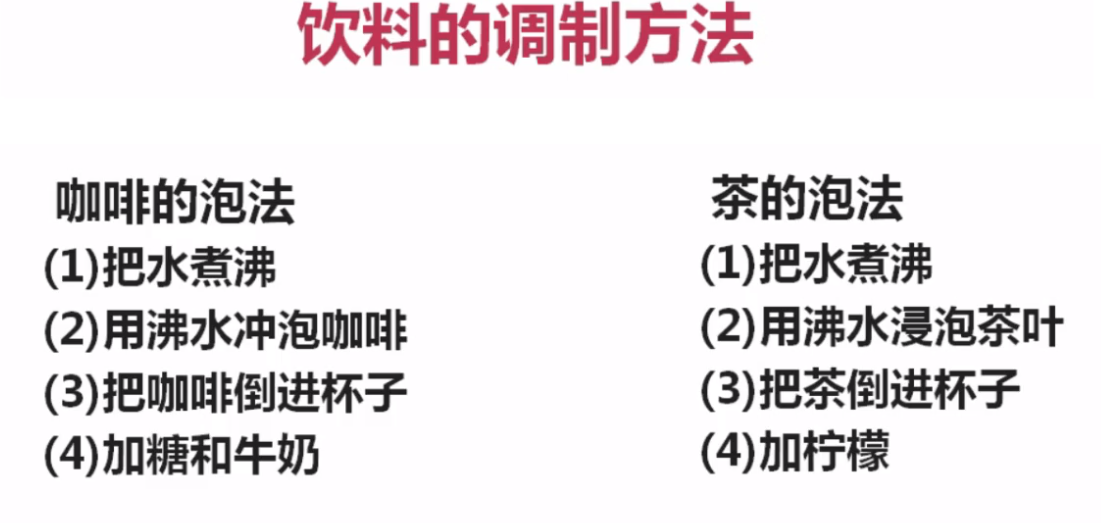 饮料的调制方法
咖啡的泡法
(1)把水煮沸
(2)用沸水冲泡咖啡
(3)把咖啡倒进杯子
(4)加糖和牛奶
茶的泡法
(1)把水煮沸
(2)用沸水浸泡茶叶
(3)把茶倒进杯子
(4)加柠檬